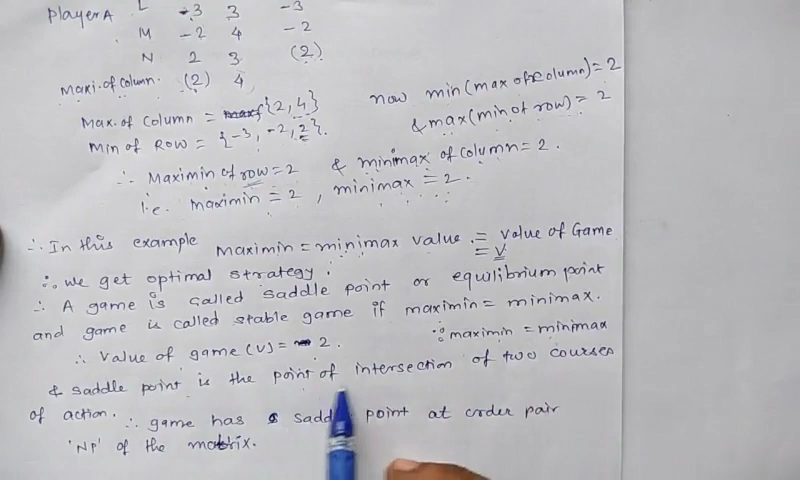 Player A L -3 3 -3
M -2 4 -2
N 2 3 (2)
Maxi. of Column. (2) 4
Max. of Column = {2, 4}
Min of Row = {-3, -2, 2}.
now min(max of column) = 2
& max(min of row) = 2
∴ Maximin of row = 2 & minimax of column = 2.
i.e. maximin = 2, minimax = 2.
∴ In this example maximin = minimax value. = value of Game
= V
∴ we get optimal strategy.
∴ A game is called saddle point or equilibrium point
and game is called stable game if maximin = minimax.
∴ value of game (V) = 2. ∵ maximin = minimax
& saddle point is the point of intersection of two courses
of action. ∴ game has saddle point at order pair
'NP' of the matrix.